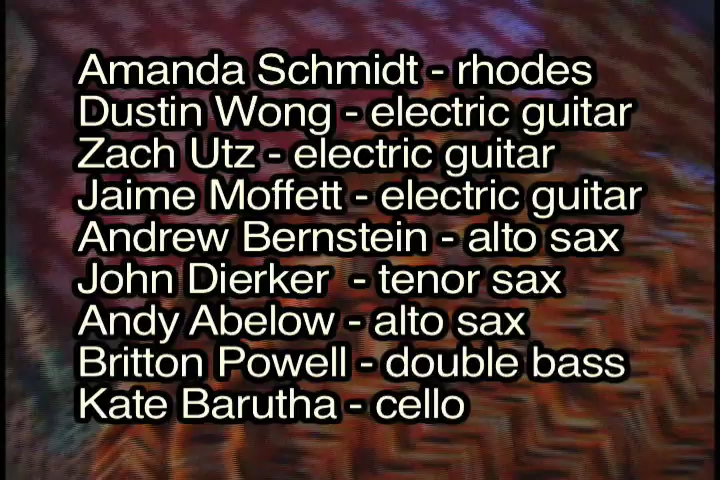 Amanda Schmidt - rhodes
Dustin Wong - electric guitar
Zach Utz - electric guitar
Jaime Moffett - electric guitar
Andrew Bernstein - alto sax
John Dierker - tenor sax
Andy Abelow - alto sax
Britton Powell - double bass
Kate Barutha - cello